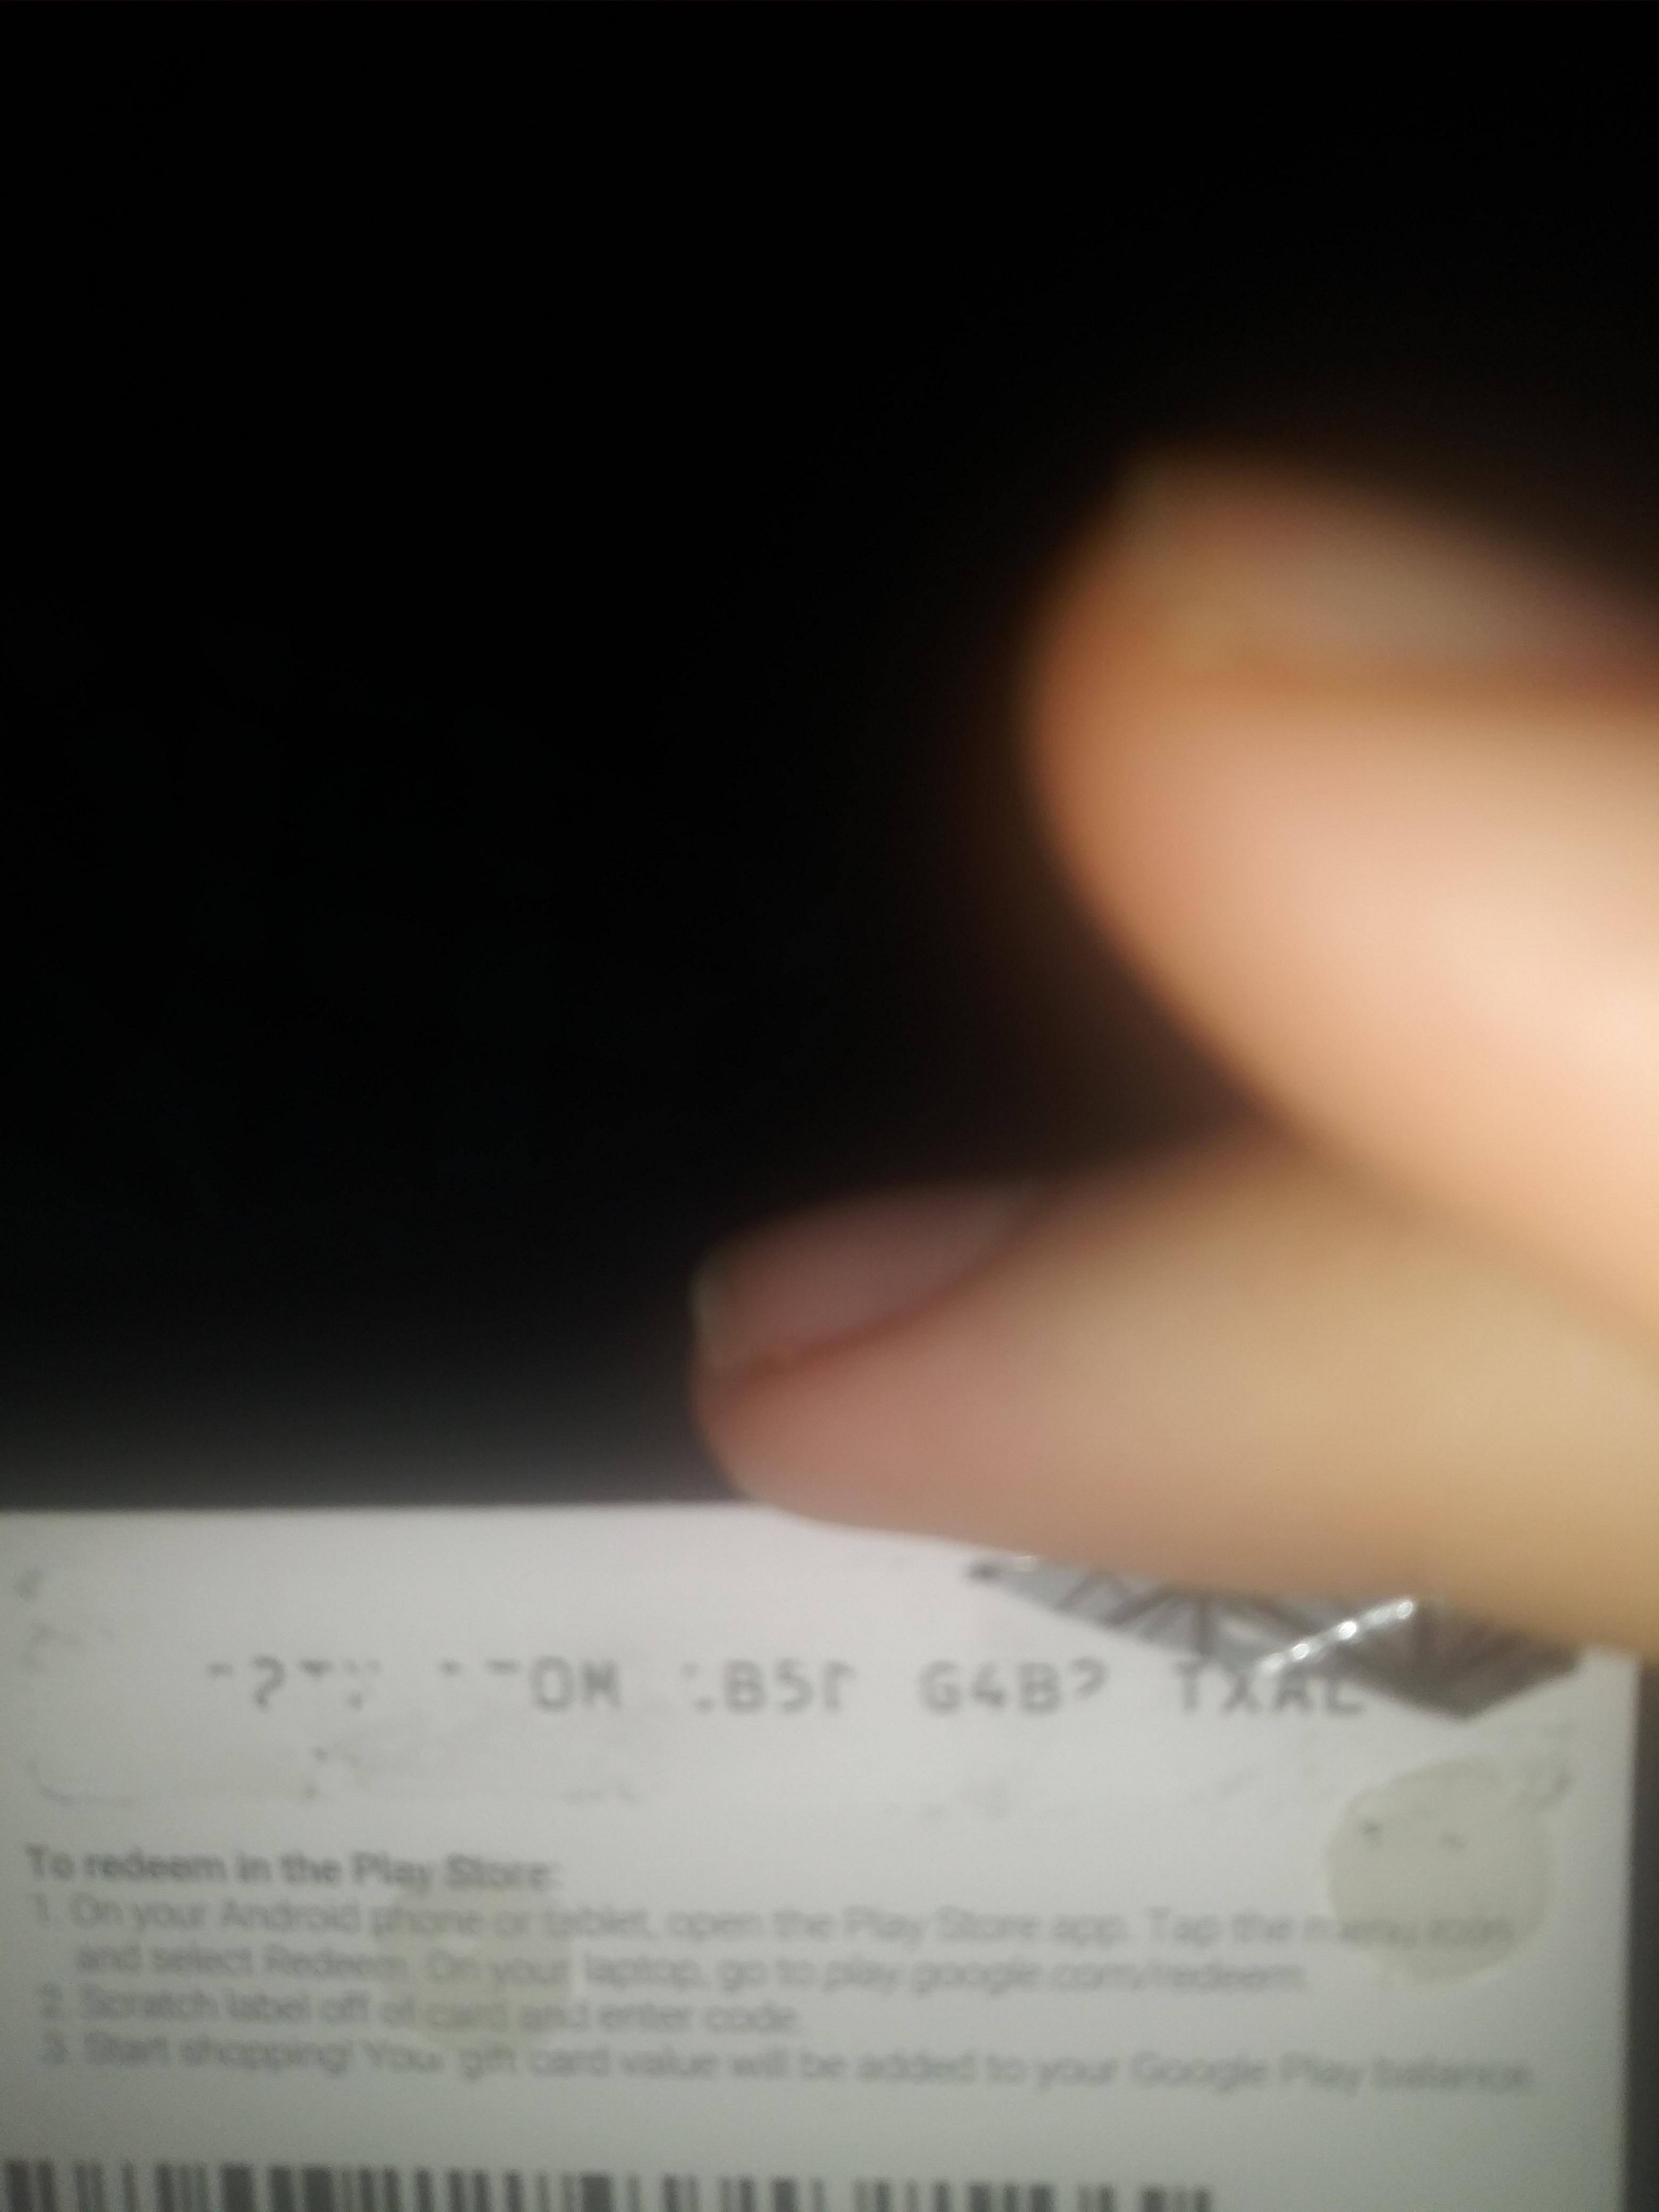 To redeem in the Play Store:
1. On your Android phone or tablet, open the Play Store app. Tap the menu icon
and select Redeem. On your laptop, go to play.google.com/redeem.
2. Scratch label off of card and enter code.
3. Start shopping! Your gift card value will be added to your Google Play balance.